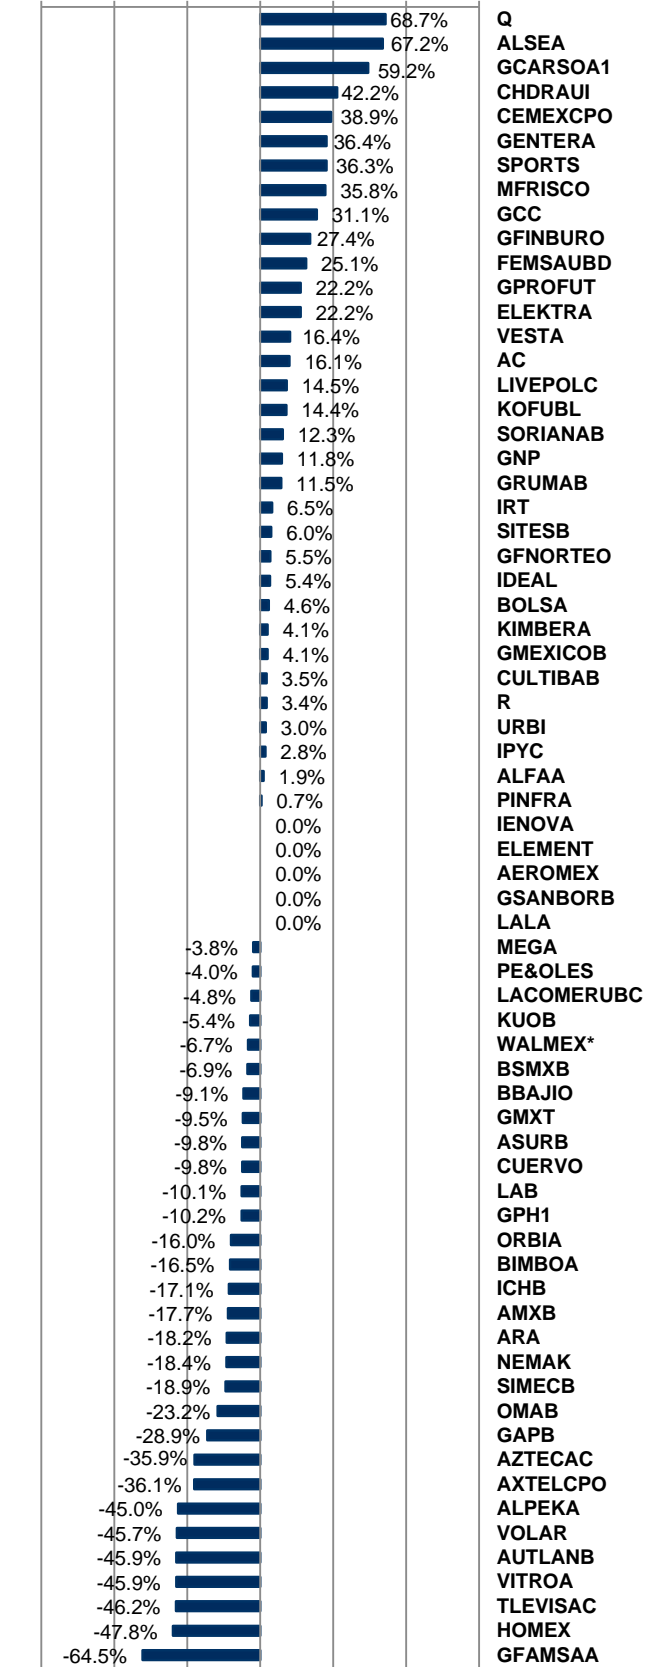 68.7% Q
67.2% ALSEA
59.2% GCARSOA1
42.2% CHDRAUI
38.9% CEMEXCPO
36.4% GENTERA
36.3% SPORTS
35.8% MFRISCO
31.1% GCC
27.4% GFINBURO
25.1% FEMSAUBD
22.2% GPROFUT
22.2% ELEKTRA
16.4% VESTA
16.1% AC
14.5% LIVEPOLC
14.4% KOFUBL
12.3% SORIANAB
11.8% GNP
11.5% GRUMAB
6.5% IRT
6.0% SITESB
5.5% GFNORTEO
5.4% IDEAL
4.6% BOLSA
4.1% KIMBERA
4.1% GMEXICOB
3.5% CULTIBAB
3.4% R
3.0% URBI
2.8% IPYC
1.9% ALFAA
0.7% PINFRA
0.0% IENOVA
0.0% ELEMENT
0.0% AEROMEX
0.0% GSANBORB
0.0% LALA
-3.8% MEGA
-4.0% PE&OLES
-4.8% LACOMERUBC
-5.4% KUOB
-6.7% WALMEX*
-6.9% BSMXB
-9.1% BBAJIO
-9.5% GMXT
-9.8% ASURB
-9.8% CUERVO
-10.1% LAB
-10.2% GPH1
-16.0% ORBIA
-16.5% BIMBOA
-17.1% ICHB
-17.7% AMXB
-18.2% ARA
-18.4% NEMAK
-18.9% SIMECB
-23.2% OMAB
-28.9% GAPB
-35.9% AZTECAC
-36.1% AXTELCPO
-45.0% ALPEKA
-45.7% VOLAR
-45.9% AUTLANB
-45.9% VITROA
-46.2% TLEVISAC
-47.8% HOMEX
-64.5% GFAMSAA